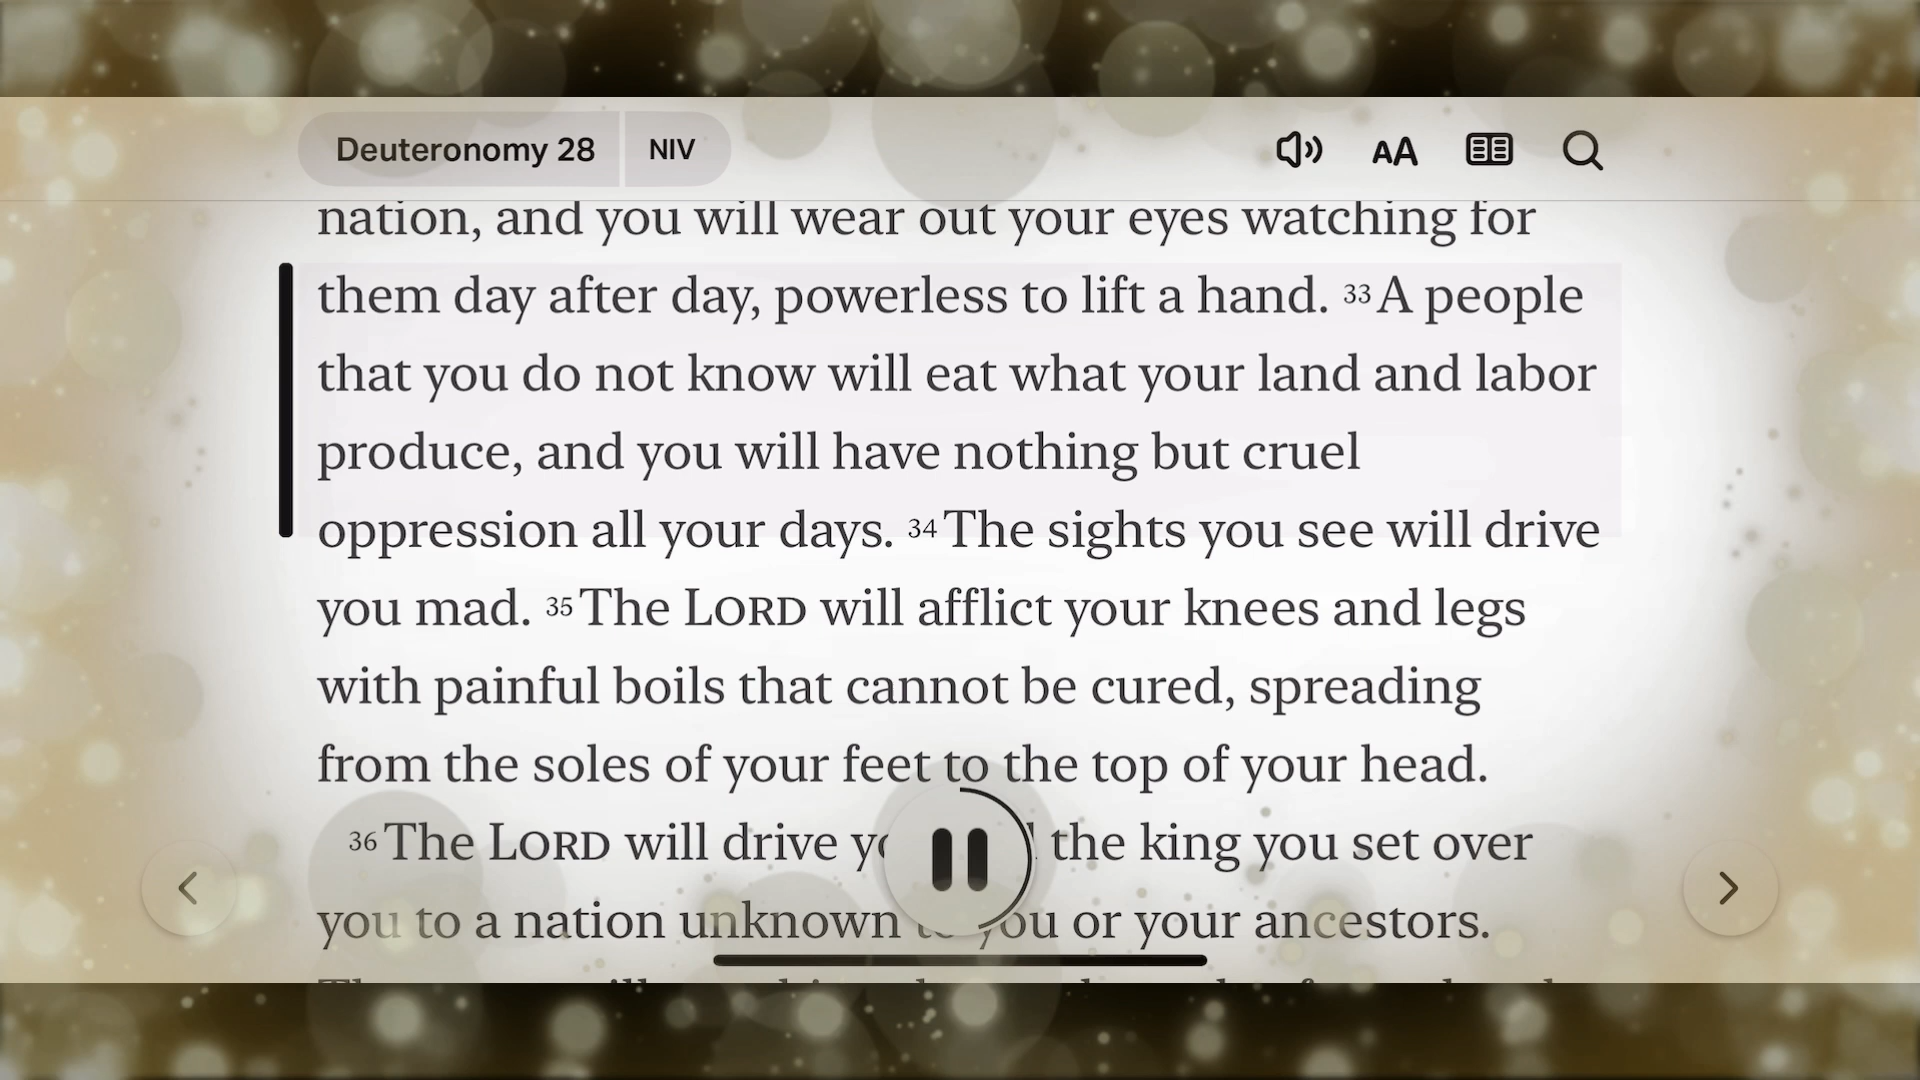 Deuteronomy 28 NIV AA
nation, and you will wear out your eyes watching for
them day after day, powerless to lift a hand. 33 A people
that you do not know will eat what your land and labor
produce, and you will have nothing but cruel
oppression all your days. 34 The sights you see will drive
you mad. 35 The LORD will afflict your knees and legs
with painful boils that cannot be cured, spreading
from the soles of your feet to the top of your head.
36 The LORD will drive the king you set over
you to a nation unknown to you or your ancestors.